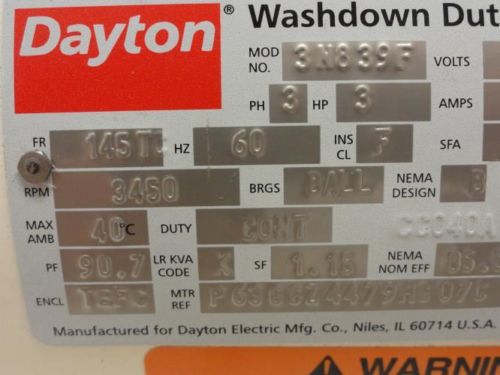 Dayton® Washdown Dut
MOD NO. 3N839F VOLTS
PH 3 HP 3 AMPS
FR 145TC HZ 60 INS CL F SFA
RPM 3450 BRGS BALL NEMA DESIGN B
MAX AMB 40°C DUTY CONT CC040A
PF 90.7 LR KVA CODE K SF 1.15 NEMA NOM EFF
ENCL TEFC MTR REF
Manufactured for Dayton Electric Mfg. Co., Niles, IL 60714 U.S.A.
WARNIN